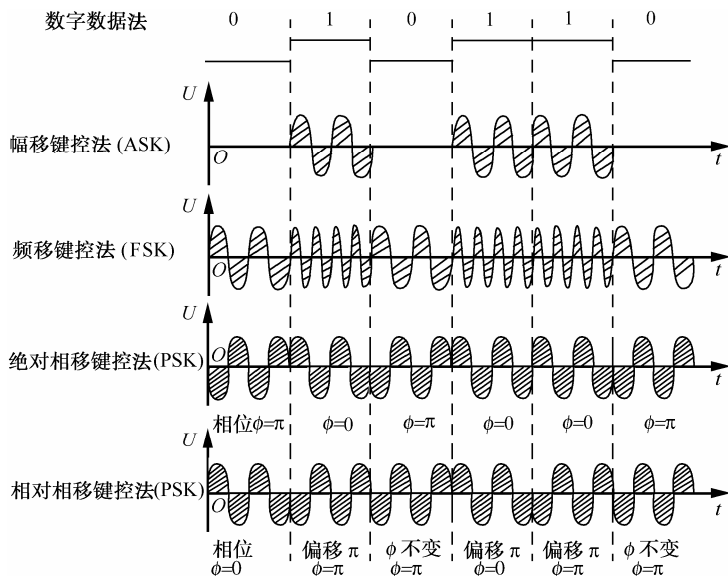 数字数据法 0 1 0 1 1 0
U
幅移键控法(ASK)
O t
U
频移键控法(FSK)
O t
U
绝对相移键控法(PSK)
O t
相位ϕ=π ϕ=0 ϕ=π ϕ=0 ϕ=0 ϕ=π
U
相对相移键控法(PSK)
O t
相位 偏移π ϕ不变 偏移π 偏移π ϕ不变
ϕ=0 ϕ=π ϕ=π ϕ=0 ϕ=π ϕ=π